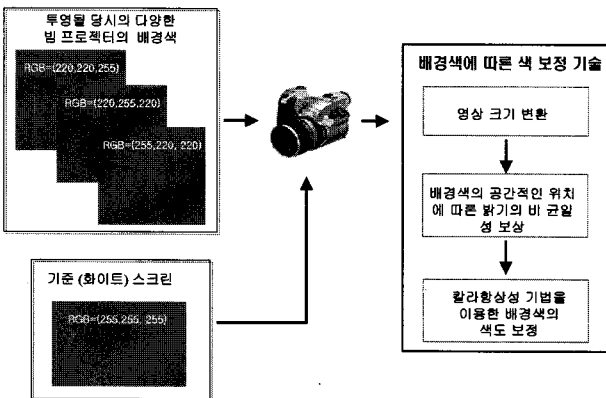 투영될 당시의 다양한
빔 프로젝터의 배경색
RGB=(220,220,255)
RGB=(220,255,220)
RGB=(255,220, 220)
기준 (화이트) 스크린
RGB=(255,255, 255)
배경색에 따른 색 보정 기술
영상 크기 변환
배경색의 공간적인 위치
에 따른 밝기의 비 균일
성 보상
칼라항상성 기법을
이용한 배경색의
색도 보정